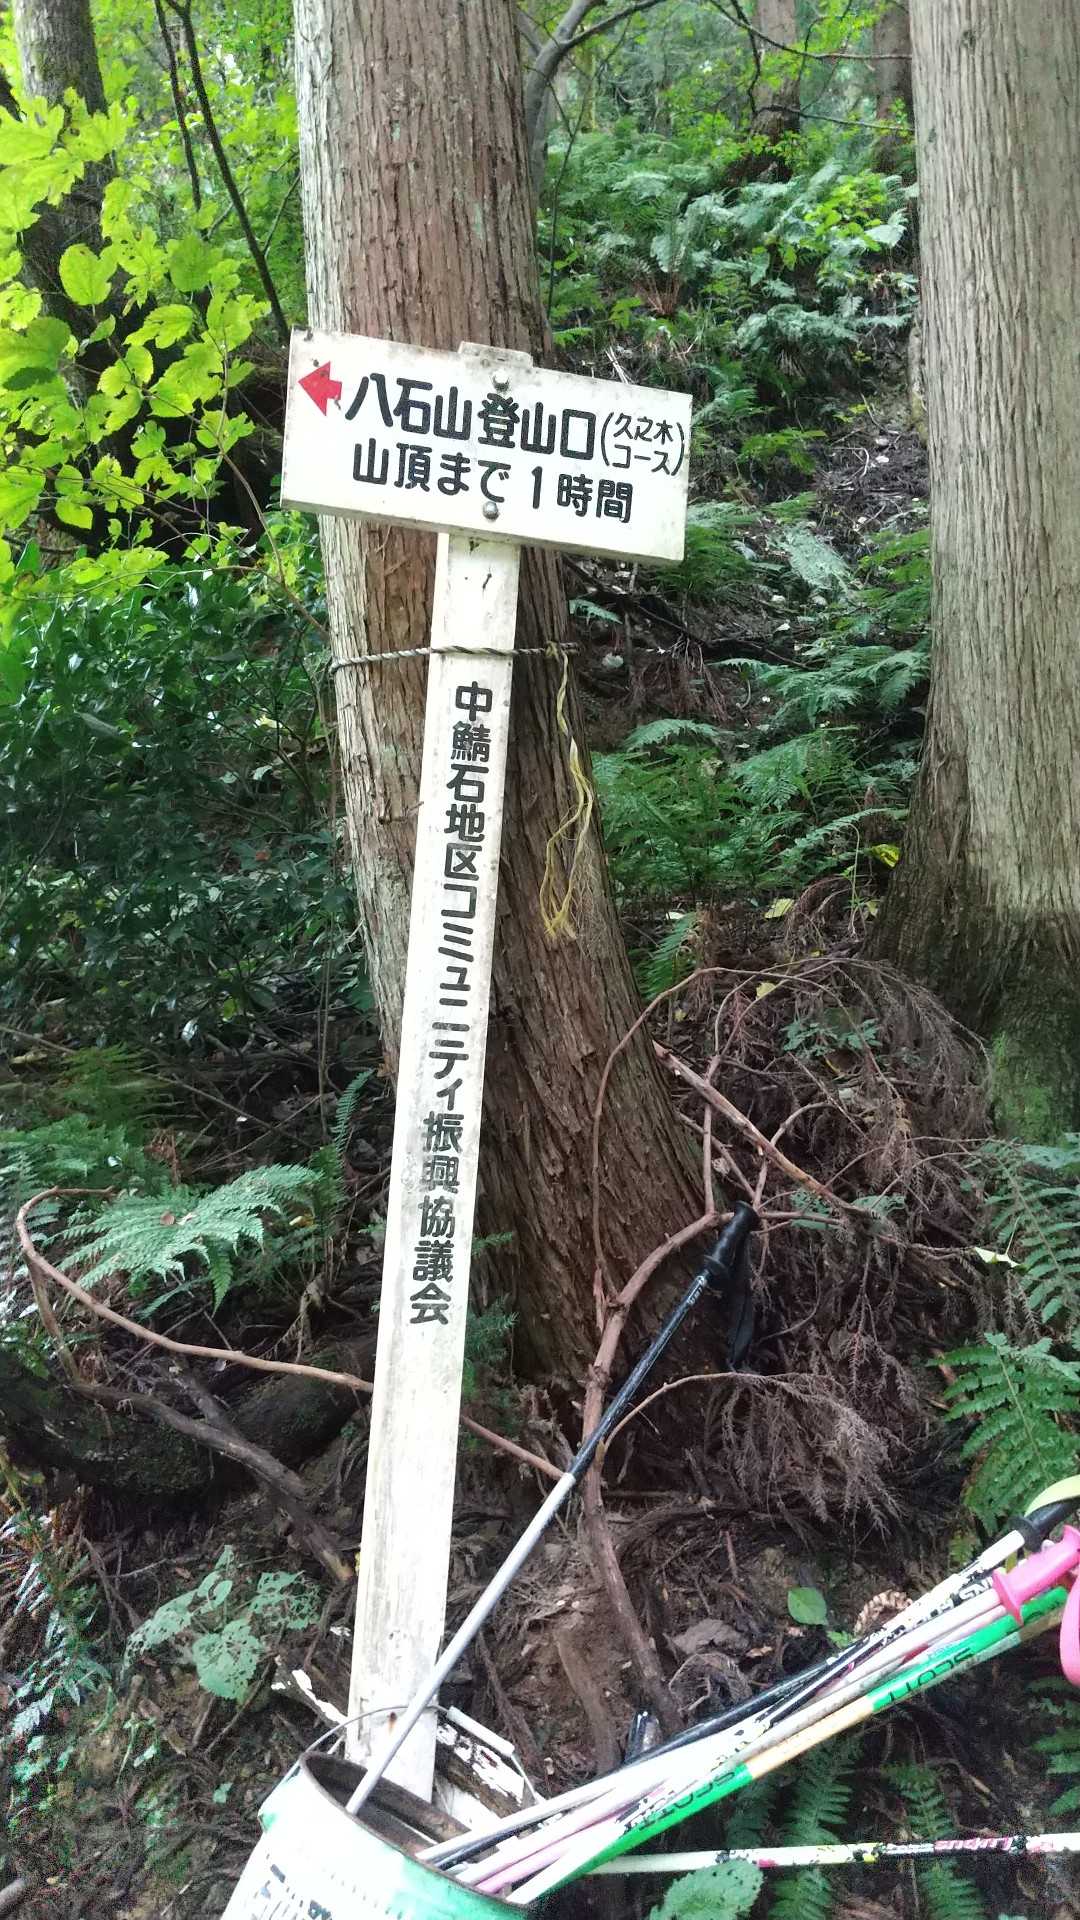 八石山登山口(久之木コース)
山頂まで1時間
中鯖石地区コミュニティ振興協議会
SCOTT